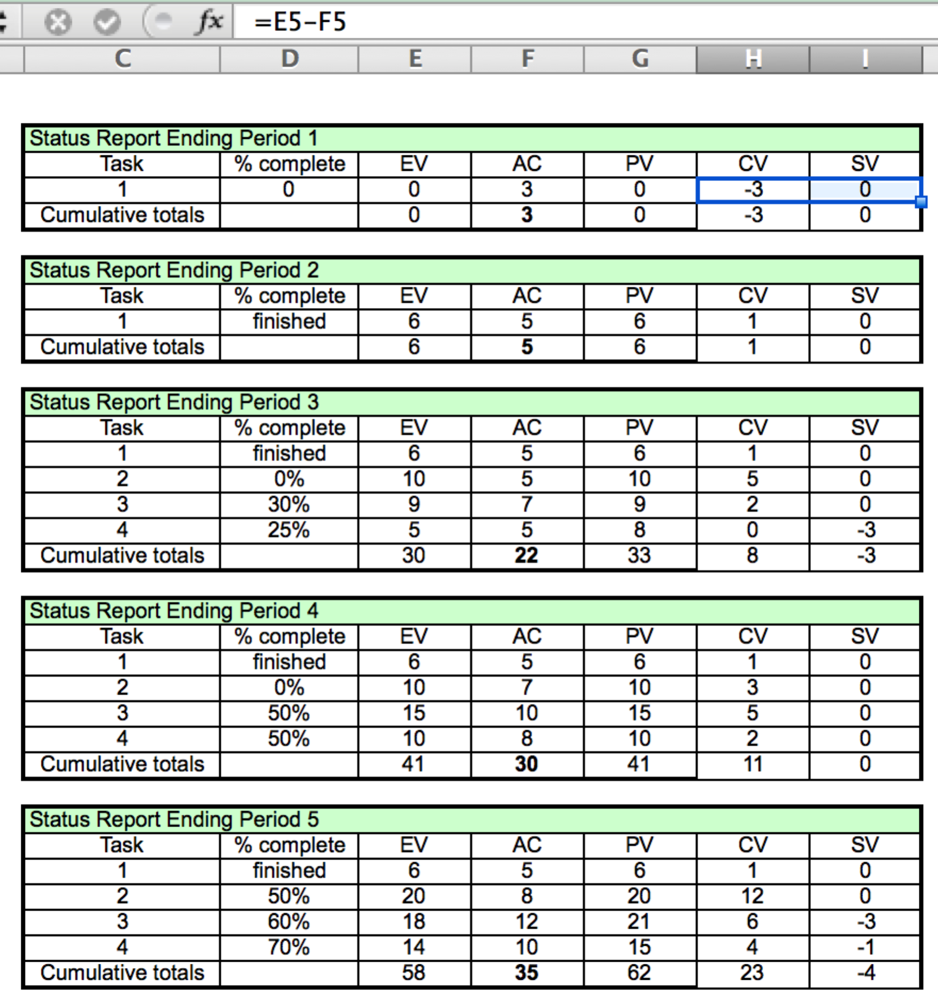 fx =E5-F5
C D E F G H I
Status Report Ending Period 1
Task % complete EV AC PV CV SV
1 0 0 3 0 -3 0
Cumulative totals 0 3 0 -3 0
Status Report Ending Period 2
Task % complete EV AC PV CV SV
1 finished 6 5 6 1 0
Cumulative totals 6 5 6 1 0
Status Report Ending Period 3
Task % complete EV AC PV CV SV
1 finished 6 5 6 1 0
2 0% 10 5 10 5 0
3 30% 9 7 9 2 0
4 25% 5 5 8 0 -3
Cumulative totals 30 22 33 8 -3
Status Report Ending Period 4
Task % complete EV AC PV CV SV
1 finished 6 5 6 1 0
2 0% 10 7 10 3 0
3 50% 15 10 15 5 0
4 50% 10 8 10 2 0
Cumulative totals 41 30 41 11 0
Status Report Ending Period 5
Task % complete EV AC PV CV SV
1 finished 6 5 6 1 0
2 50% 20 8 20 12 0
3 60% 18 12 21 6 -3
4 70% 14 10 15 4 -1
Cumulative totals 58 35 62 23 -4